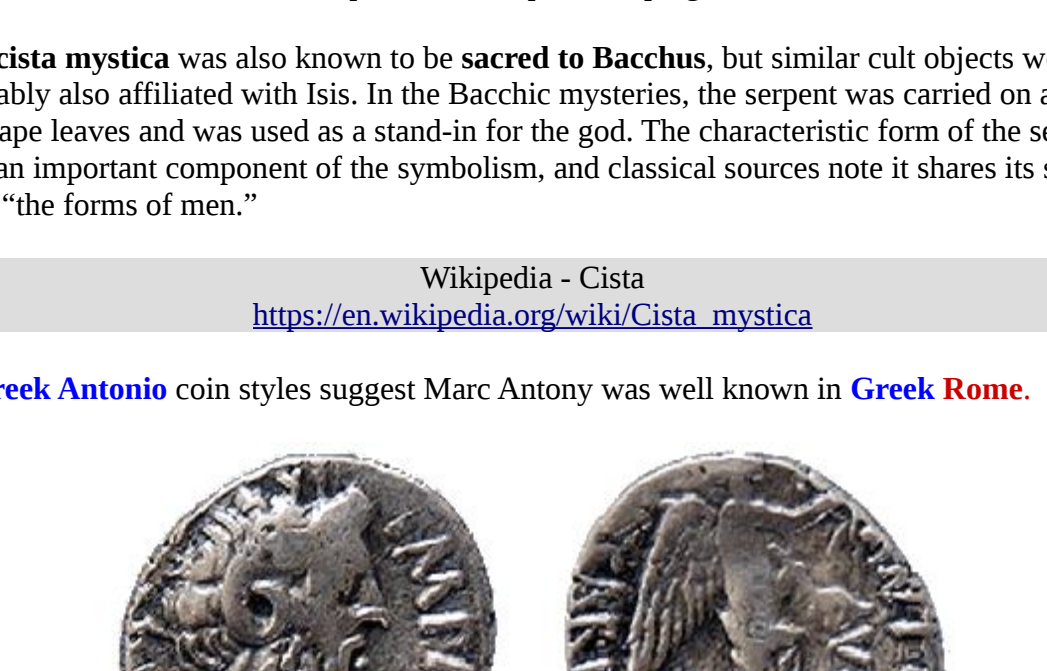 cista mystica was also known to be sacred to Bacchus, but similar cult objects
ably also affiliated with Isis. In the Bacchic mysteries, the serpent was carried on a
ape leaves and was used as a stand-in for the god. The characteristic form of the se
an important component of the symbolism, and classical sources note it shares its s
“the forms of men.”
Wikipedia - Cista
https://en.wikipedia.org/wiki/Cista_mystica
reek Antonio coin styles suggest Marc Antony was well known in Greek Rome.